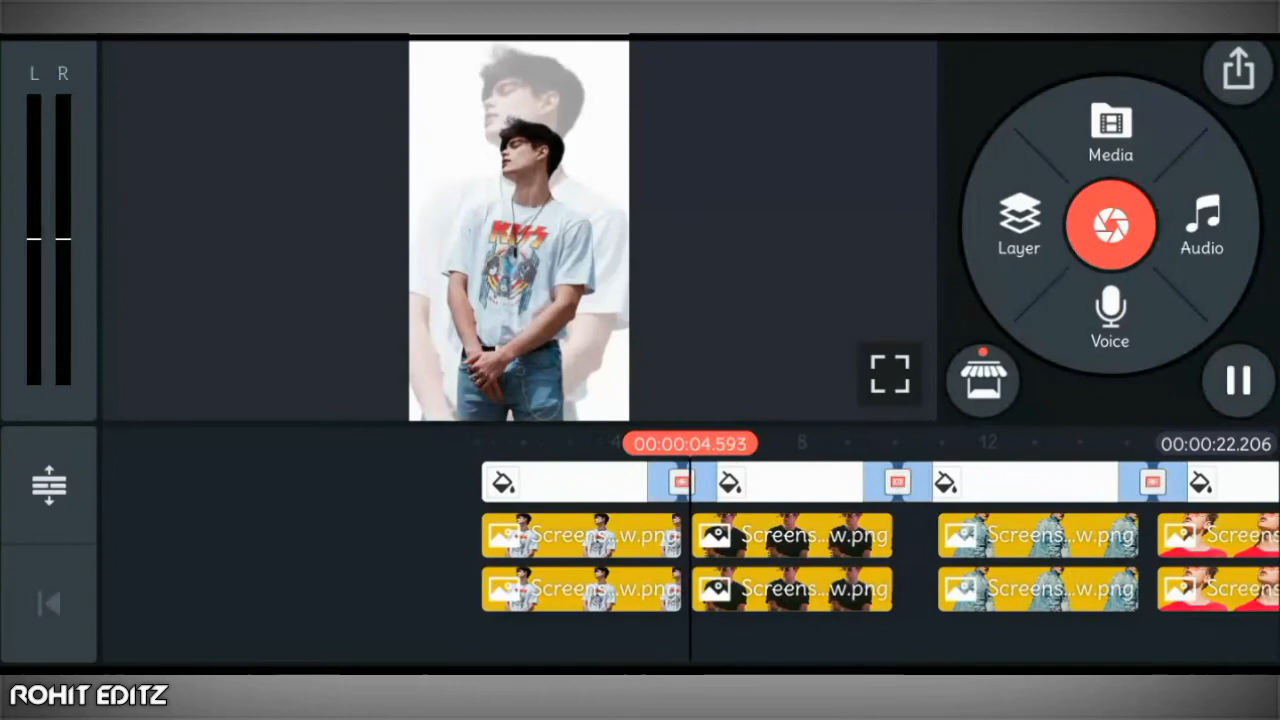 L R
Media
Layer
Audio
Voice
KISS
4
00:00:04.593
8
12
00:00:22.206
Screens...w.png
Screens...w.png
Screens...w.png
Screens
Screens...w.png
Screens...w.png
Screens...w.png
Screens
ROHIT EDITZ